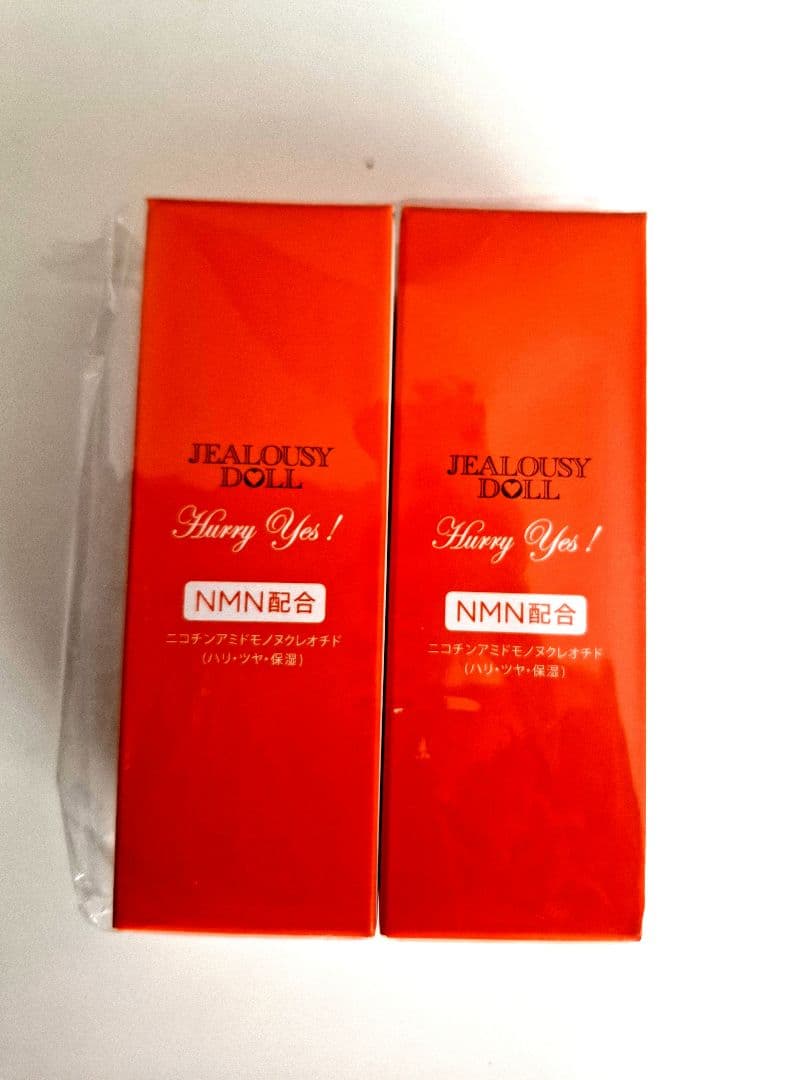 JEALOUSY
DOLL
Hurry Yes!
NMN配合
ニコチンアミドモノヌクレオチド
(ハリ・ツヤ・保湿)
JEALOUSY
DOLL
Hurry Yes!
NMN配合
ニコチンアミドモノヌクレオチド
(ハリ・ツヤ・保湿)